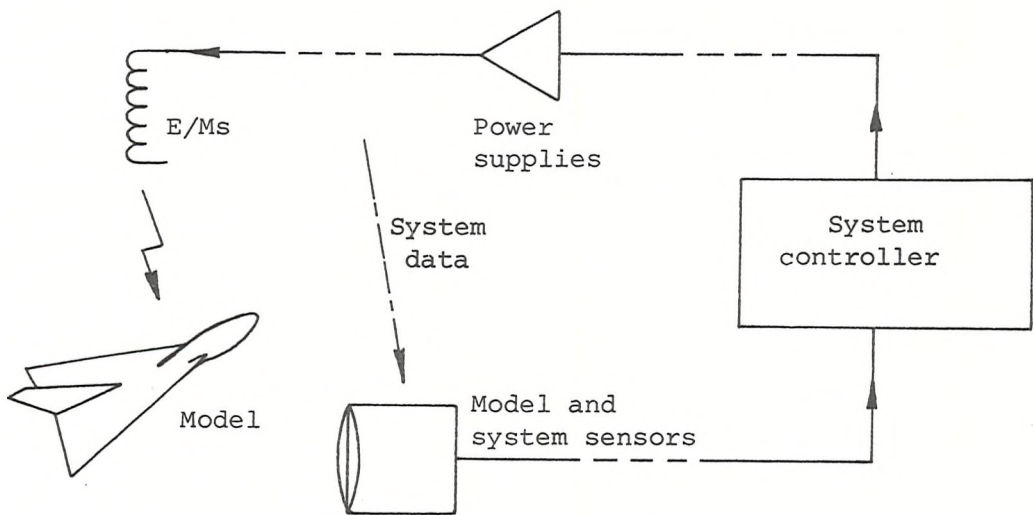 E/Ms
Power
supplies
System
data
System
controller
Model
Model and
system sensors